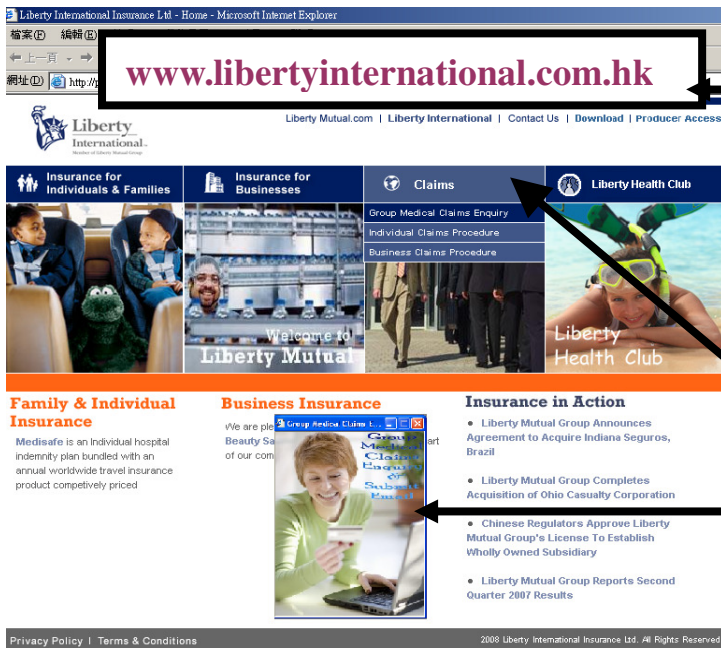 Liberty International Insurance Ltd - Home - Microsoft Internet Explorer
檔案(F) 編輯(E)
上一頁
網址(D) http://p
www.libertyinternational.com.hk
Liberty
International
Member of Liberty Mutual Group
Liberty Mutual.com | Liberty International | Contact Us | Download | Producer Access
Insurance for
Individuals & Families
Insurance for
Businesses
Claims
Liberty Health Club
Group Medical Claims Enquiry
Individual Claims Procedure
Business Claims Procedure
Welcome to
Liberty Mutual
Liberty
Health Club
Family & Individual
Insurance
Medisafe is an Individual hospital
indemnity plan bundled with an
annual worldwide travel insurance
product competively priced
Business Insurance
We are ple
Beauty Sa
art
of our com
Group Medical Claims E...
Group
Medical
Claims
Enquiry
&
Submit
Email
Insurance in Action
• Liberty Mutual Group Announces
Agreement to Acquire Indiana Seguros,
Brazil
• Liberty Mutual Group Completes
Acquisition of Ohio Casualty Corporation
• Chinese Regulators Approve Liberty
Mutual Group's License To Establish
Wholly Owned Subsidiary
• Liberty Mutual Group Reports Second
Quarter 2007 Results
Privacy Policy | Terms & Conditions
2008 Liberty International Insurance Ltd. All Rights Reserved